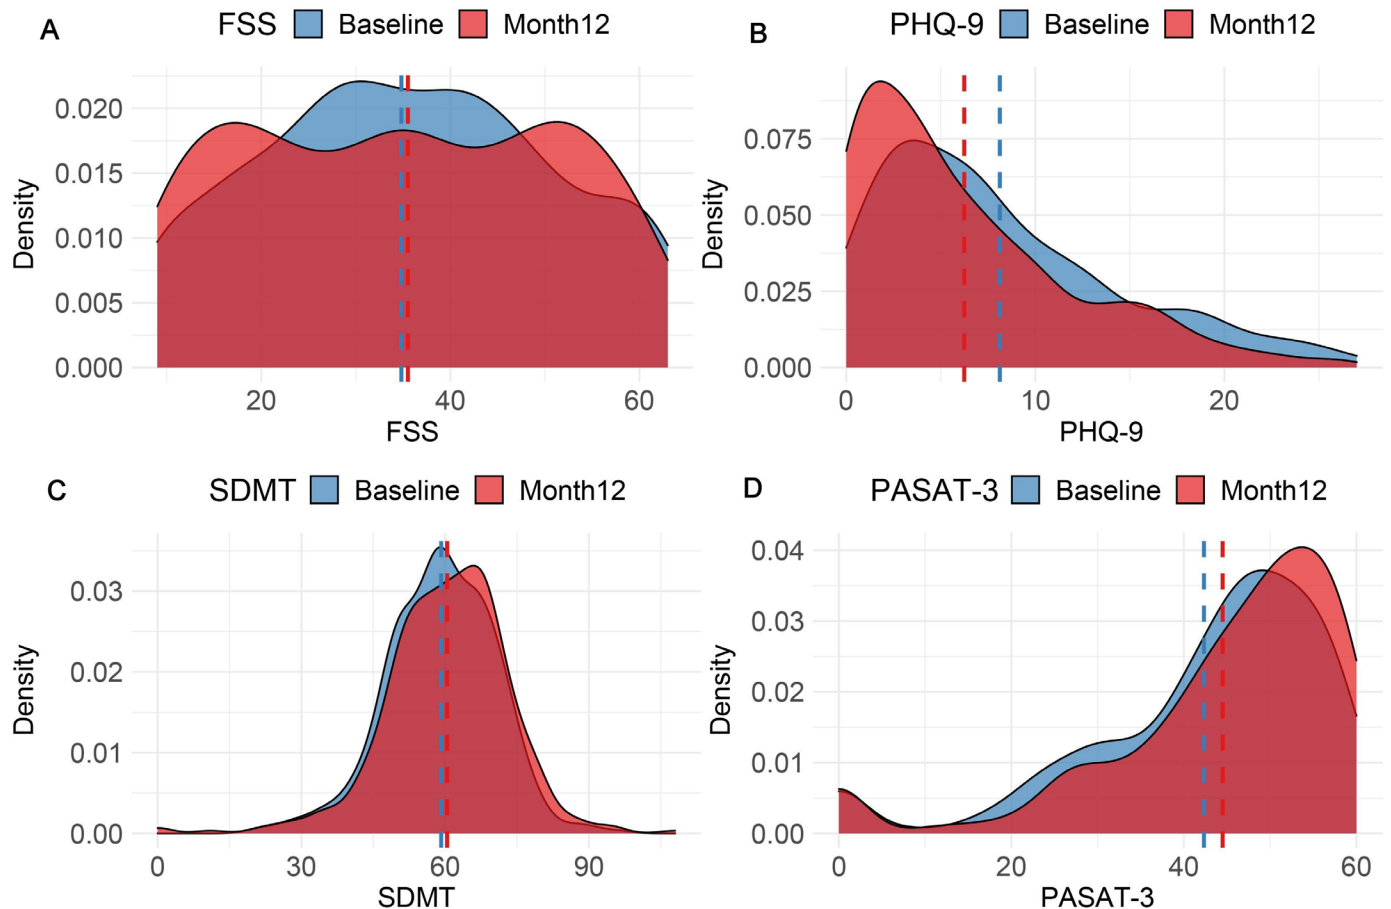 A
FSS Baseline Month12
0.020
0.015
0.010
0.005
0.000
Density
20 40 60
FSS
B
PHQ-9 Baseline Month12
0.075
0.050
0.025
0.000
Density
0 10 20
PHQ-9
C
SDMT Baseline Month12
0.03
0.02
0.01
0.00
Density
0 30 60 90
SDMT
D
PASAT-3 Baseline Month12
0.04
0.03
0.02
0.01
0.00
Density
0 20 40 60
PASAT-3